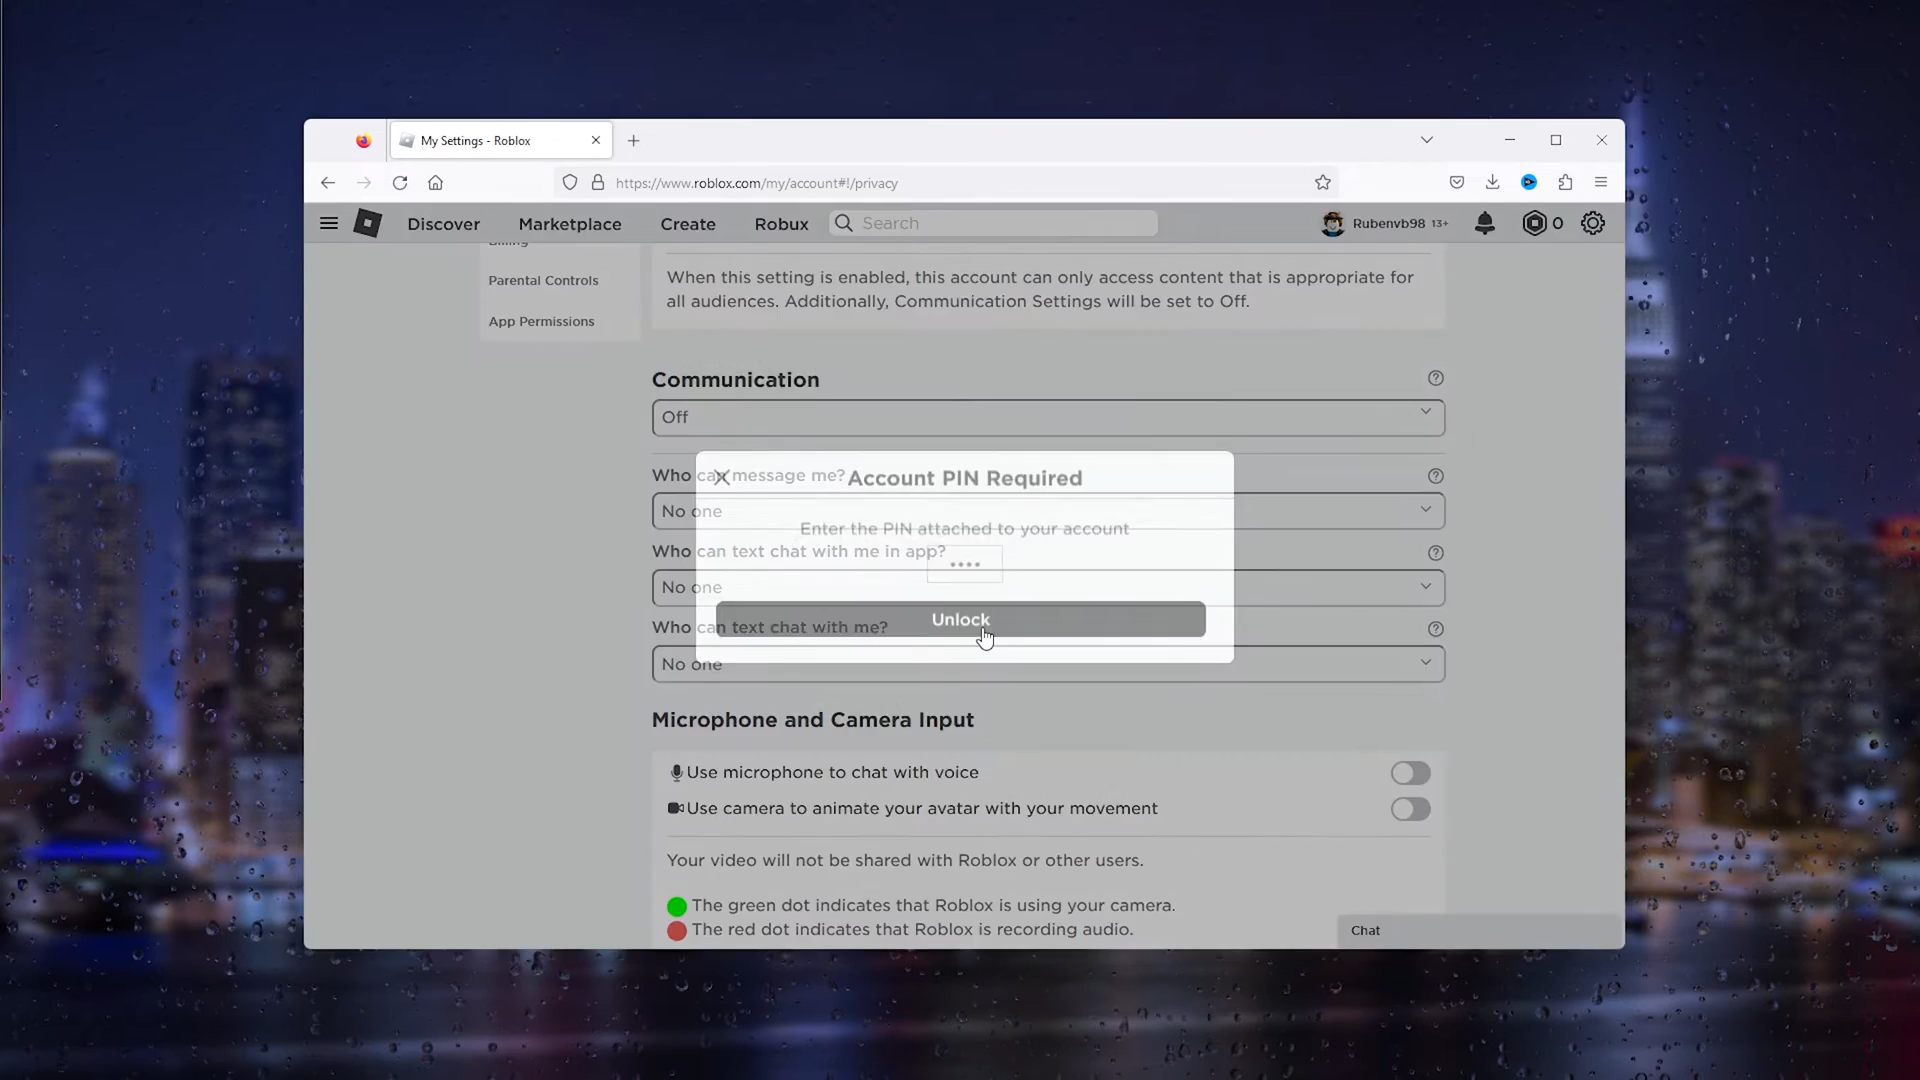 My Settings - Roblox
https://www.roblox.com/my/account#!/privacy
Discover
Marketplace
Create
Robux
Search
Rubenvb98 13+
0
Billing
Parental Controls
App Permissions
When this setting is enabled, this account can only access content that is appropriate for
all audiences. Additionally, Communication Settings will be set to Off.
Communication
Off
Who can message me?
No one
Who can text chat with me in app?
No one
Who can text chat with me?
No one
Account PIN Required
Enter the PIN attached to your account
Unlock
Microphone and Camera Input
Use microphone to chat with voice
Use camera to animate your avatar with your movement
Your video will not be shared with Roblox or other users.
The green dot indicates that Roblox is using your camera.
The red dot indicates that Roblox is recording audio.
Chat